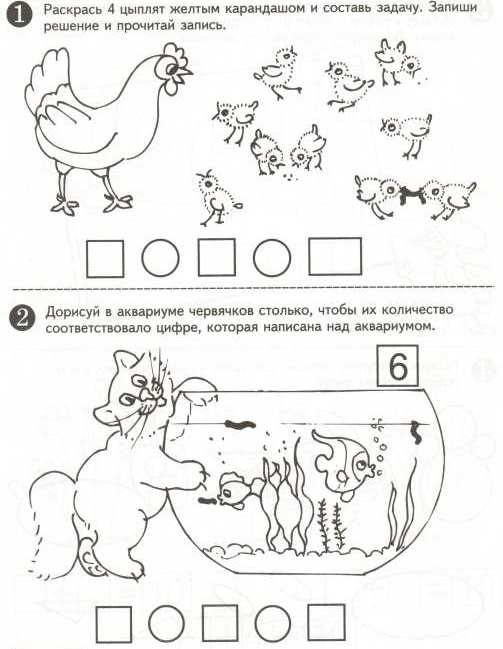 1 Раскрась 4 цыплят желтым карандашом и составь задачу. Запиши
решение и прочитай запись.
2 Дорисуй в аквариуме червячков столько, чтобы их количество
соответствовало цифре, которая написана над аквариумом.
6